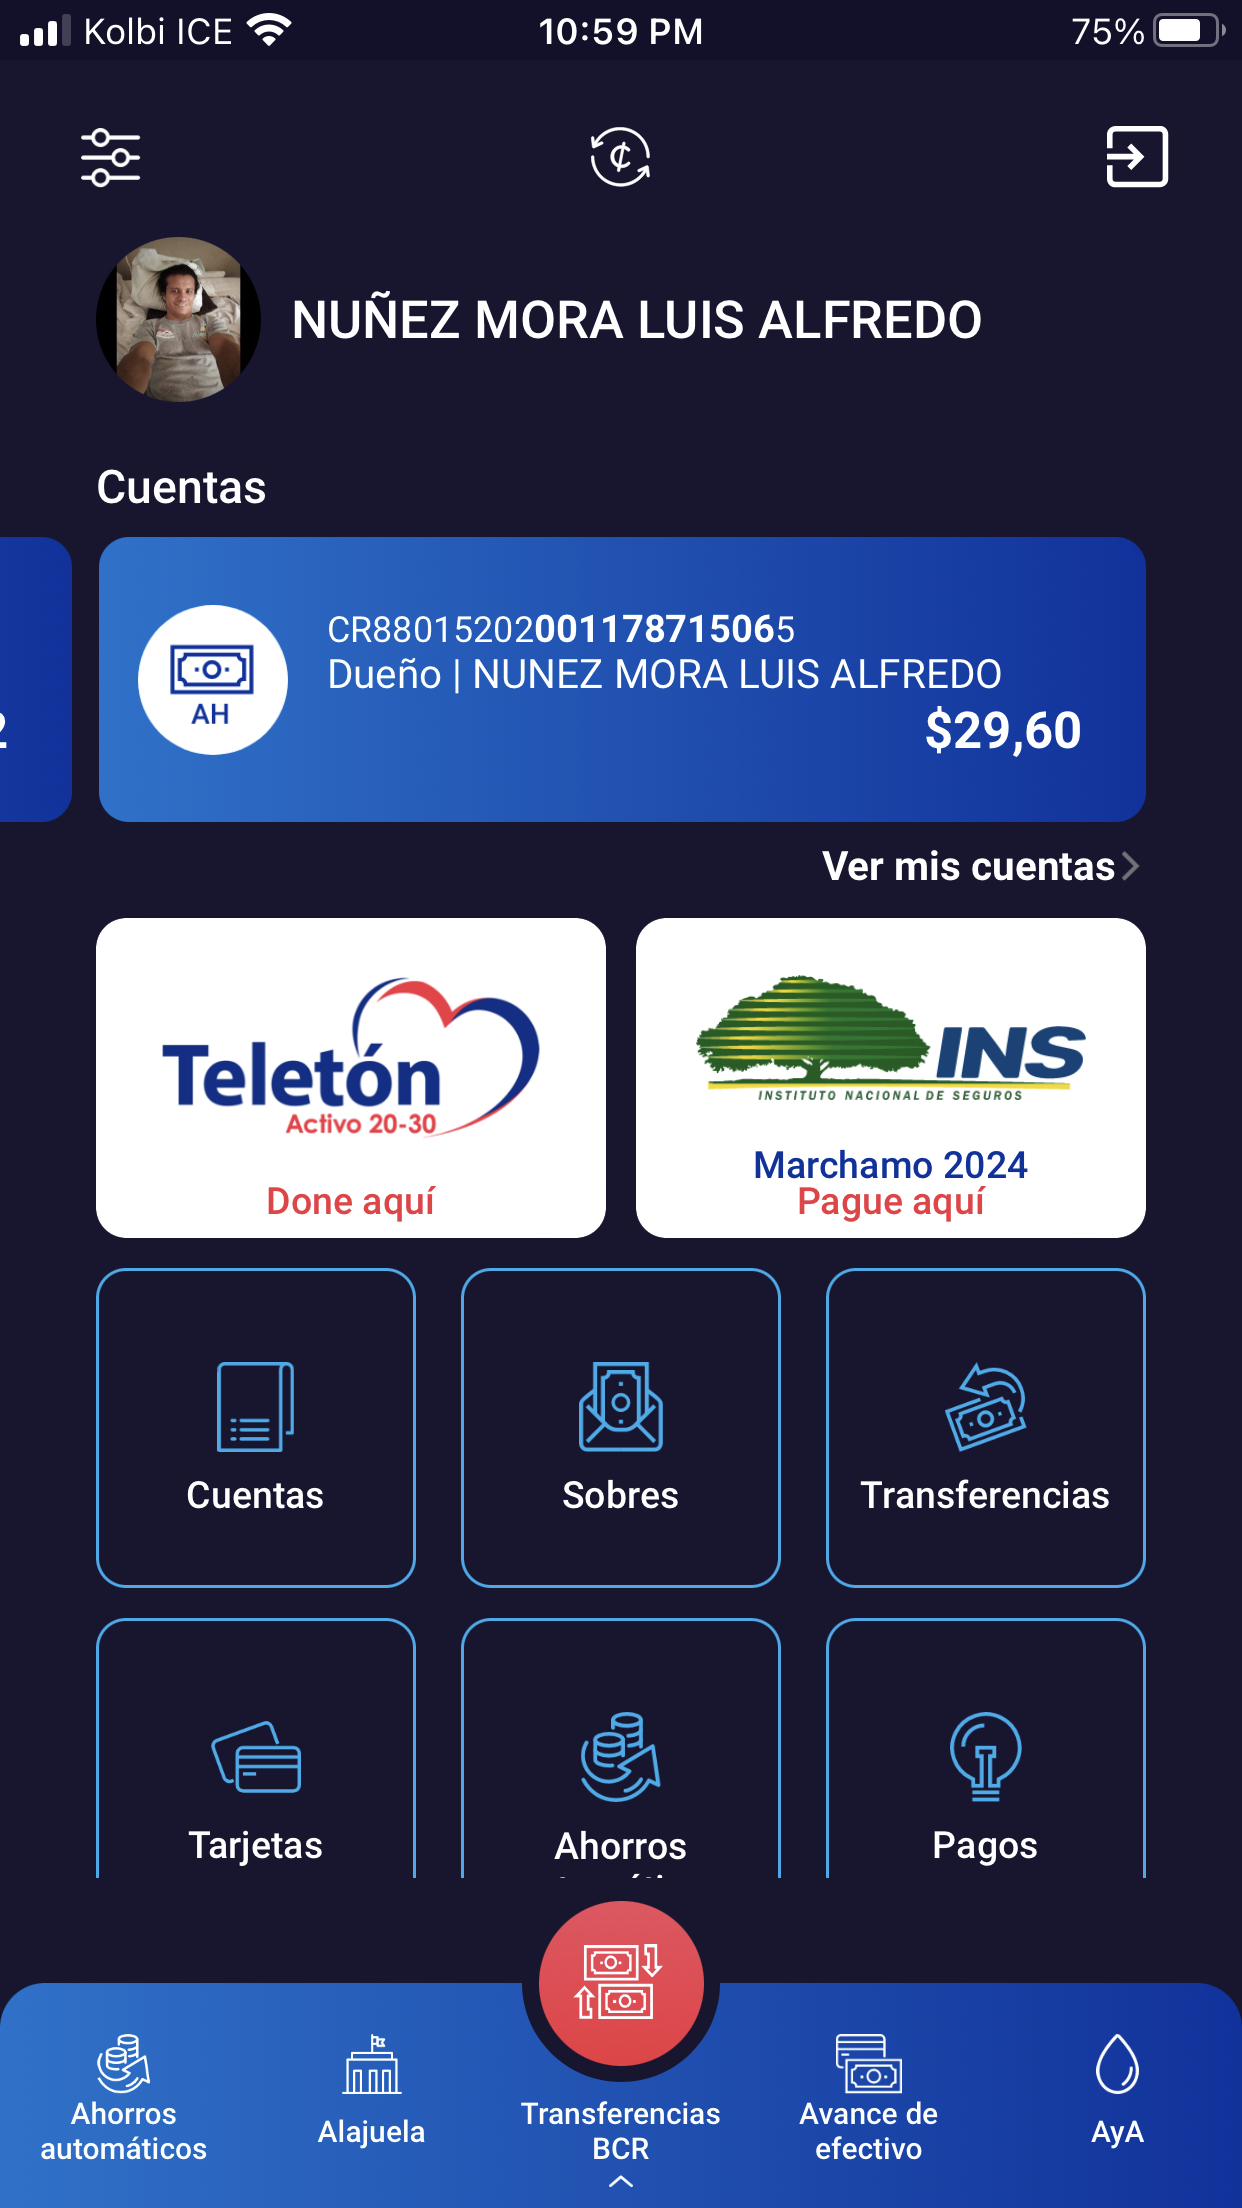 Kolbi ICE
10:59 PM
75%
NUÑEZ MORA LUIS ALFREDO
Cuentas
CR88015202001178715065
Dueño | NUNEZ MORA LUIS ALFREDO
$29,60
Ver mis cuentas
Teletón
Activo 20-30
Done aquí
INS
INSTITUTO NACIONAL DE SEGUROS
Marchamo 2024
Pague aquí
AH
Cuentas
Sobres
Transferencias
Tarjetas
Ahorros
Pagos
Ahorros
automáticos
Alajuela
Transferencias
BCR
Avance de
efectivo
AyA